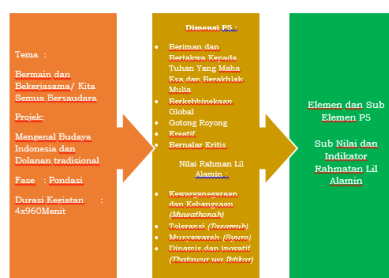 Tema :
Bermain dan
Bekerjasama/ Kita
Semua Bersaudara
Projek:
Mengenal Budaya
Indonesia dan
Dolanan tradisional
Fase : Pondasi
Durasi Kegiatan :
4x960Menit
Dimensi P5 :
• Beriman dan
Bertakwa Kepada
Tuhan Yang Maha
Esa dan Berakhlak
Mulia
• Berkebhinekaan
Global
• Gotong Royong
• Kreatif
• Bernalar Kritis
Nilai Rahman Lil
Alamin :
• Kewarganegaraan
dan Kebangsaan
(Muwathonah)
• Toleransi (Tasamuh)
• Musyawarah (Syura)
• Dinamis dan inovatif
(Thatawur wa Ibtikar)
Elemen dan Sub
Elemen P5
Sub Nilai dan
Indikator
Rahmatan Lil
Alamin